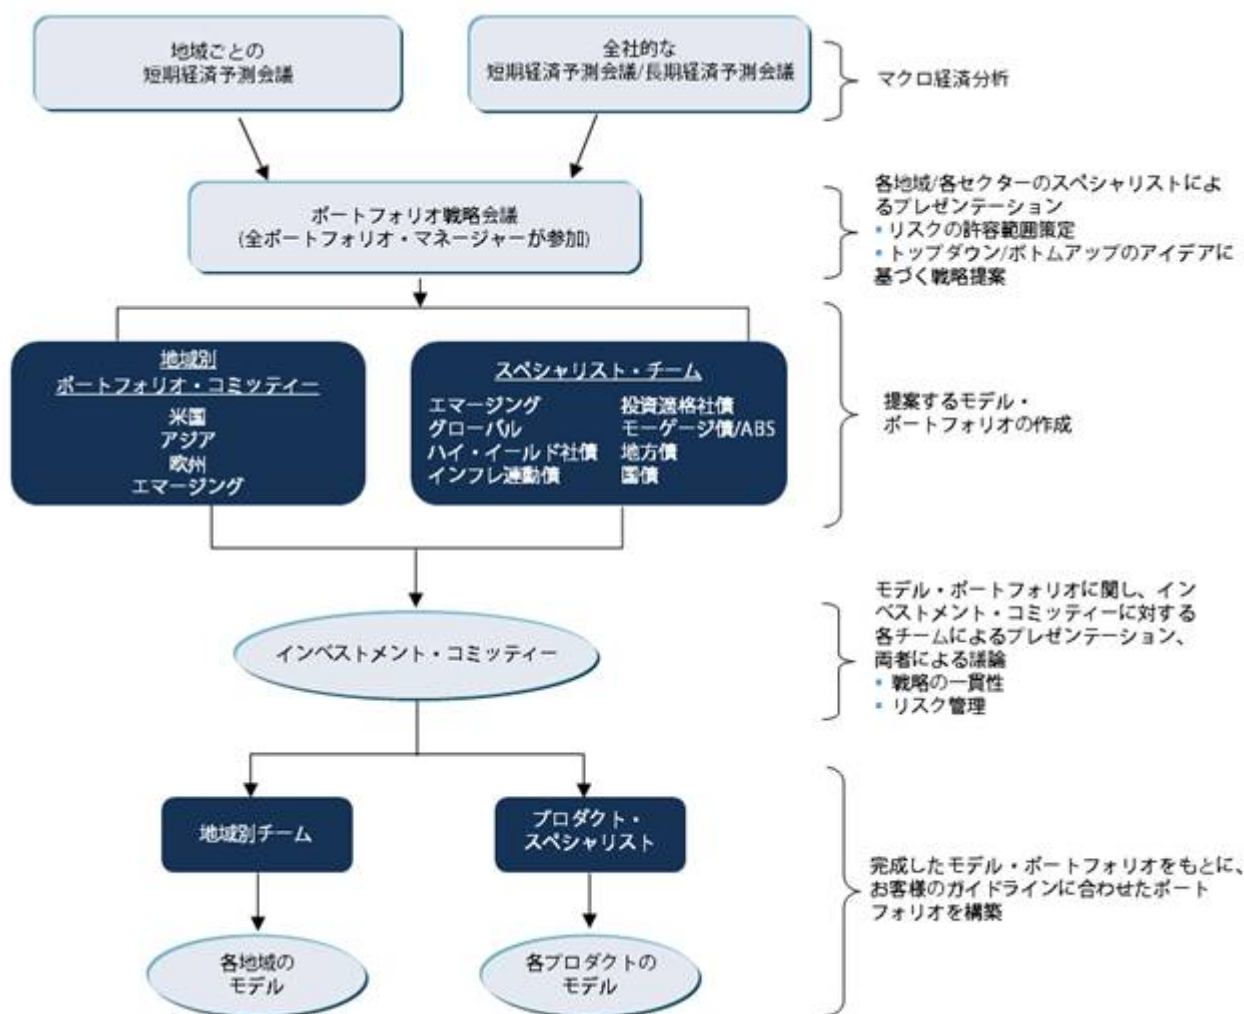 地域ごとの
短期経済予測会議
全社的な
短期経済予測会議/長期経済予測会議
マクロ経済分析
ポートフォリオ戦略会議
(全ポートフォリオ・マネージャーが参加)
各地域/各セクターのスペシャリストによ
るプレゼンテーション
▪ リスクの許容範囲策定
▪ トップダウン/ボトムアップのアイデアに
基づく戦略提案
地域別
ポートフォリオ・コミッティー
米国
アジア
欧州
エマージング
スペシャリスト・チーム
エマージング 投資適格社債
グローバル モーゲージ債/ABS
ハイ・イールド社債 地方債
インフレ連動債 国債
提案するモデル・
ポートフォリオの作成
インベストメント・コミッティー
モデル・ポートフォリオに関し、イン
ベストメント・コミッティーに対する
各チームによるプレゼンテーション、
両者による議論
▪ 戦略の一貫性
▪ リスク管理
地域別チーム
プロダクト・
スペシャリスト
完成したモデル・ポートフォリオをもとに、
お客様のガイドラインに合わせたポート
フォリオを構築
各地域の
モデル
各プロダクトの
モデル